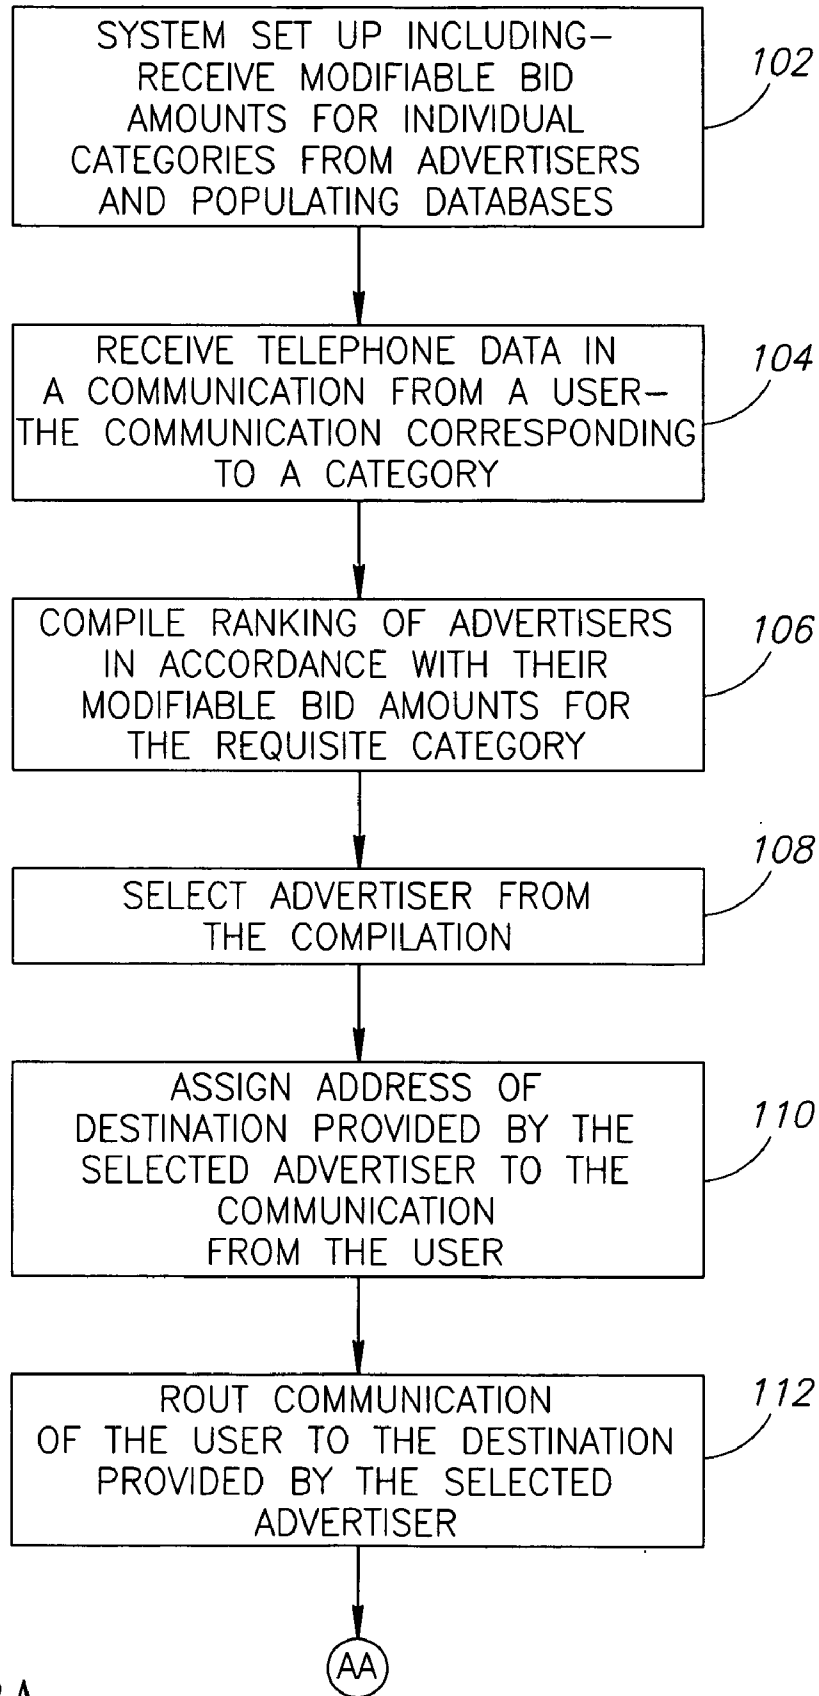 SYSTEM SET UP INCLUDING–
RECEIVE MODIFIABLE BID
AMOUNTS FOR INDIVIDUAL
CATEGORIES FROM ADVERTISERS
AND POPULATING DATABASES
102
RECEIVE TELEPHONE DATA IN
A COMMUNICATION FROM A USER–
THE COMMUNICATION CORRESPONDING
TO A CATEGORY
104
COMPILE RANKING OF ADVERTISERS
IN ACCORDANCE WITH THEIR
MODIFIABLE BID AMOUNTS FOR
THE REQUISITE CATEGORY
106
SELECT ADVERTISER FROM
THE COMPILATION
108
ASSIGN ADDRESS OF
DESTINATION PROVIDED BY THE
SELECTED ADVERTISER TO THE
COMMUNICATION
FROM THE USER
110
ROUT COMMUNICATION
OF THE USER TO THE DESTINATION
PROVIDED BY THE SELECTED
ADVERTISER
112
AA